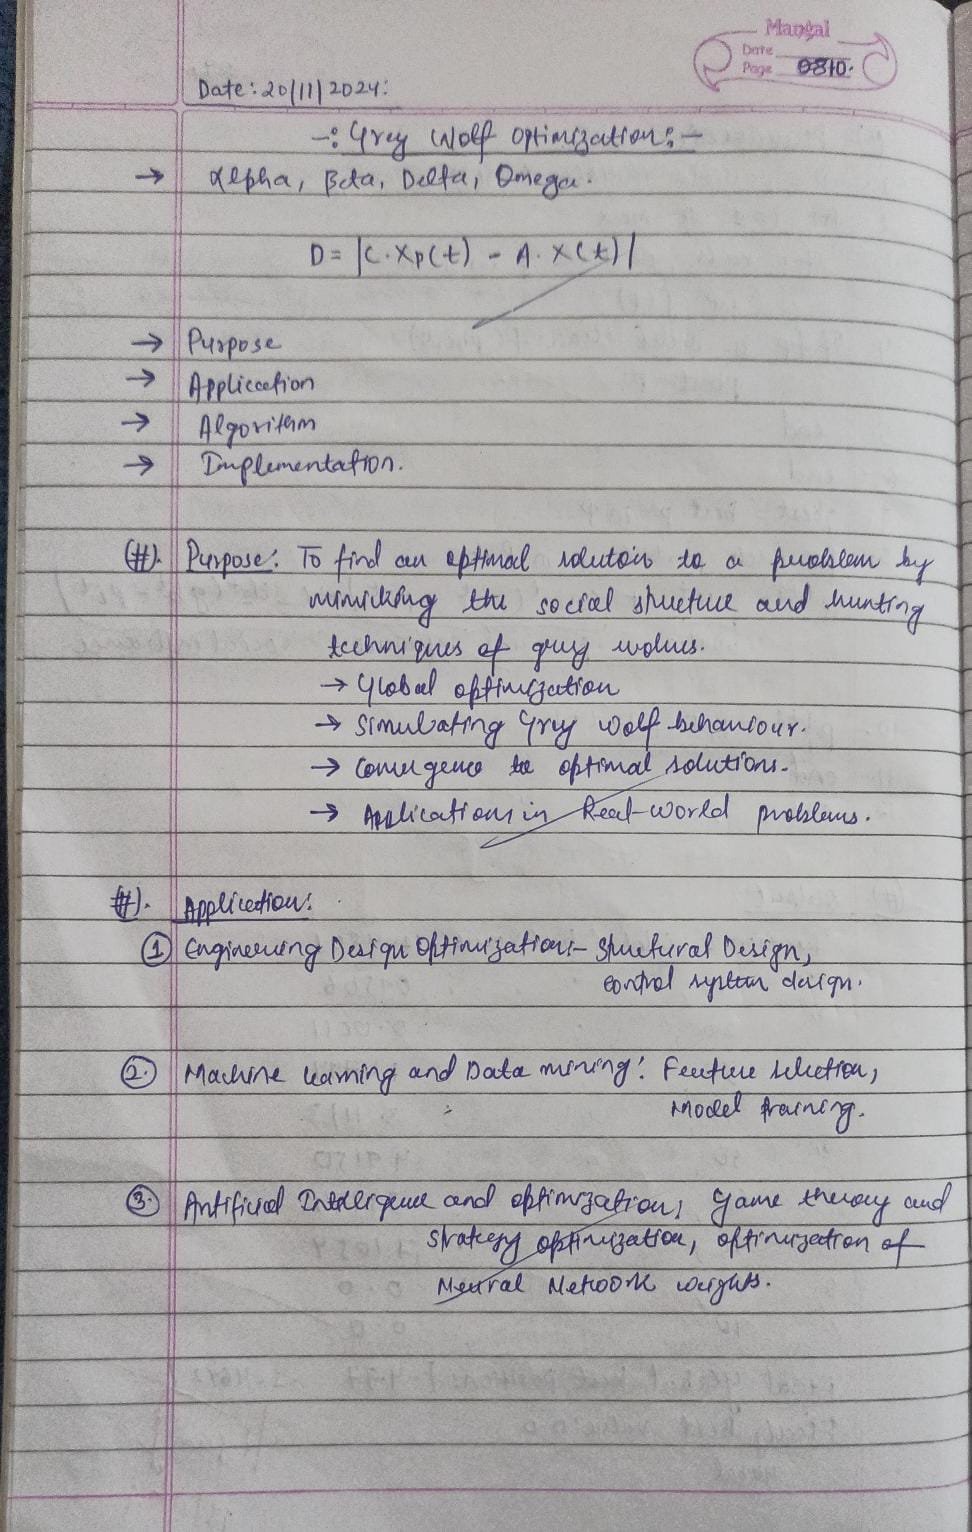 Mangal
Date
Page 0810.
Date: 20/11/2024:
-: Grey Wolf Optimization:-
→ Alpha, Beta, Delta, Omega.
D = |C.Xp(t) - A.X(t)|
→ Purpose
→ Application
→ Algorithm
→ Implementation.
(#). Purpose: To find an optimal solution to a problem by
mimicking the social structure and hunting
techniques of grey wolves.
→ Global optimization
→ Simulating Grey Wolf behaviour.
→ Convergence to optimal solutions.
→ Applications in Real-World problems.
(#). Application:
① Engineering Design Optimization:- Structural Design,
control system design.
②. Machine learning and Data mining: Feature selection,
Model training.
③. Artificial Intelligence and optimization, Game theory and
Strategy optimization, optimization of
Neural Network weights.